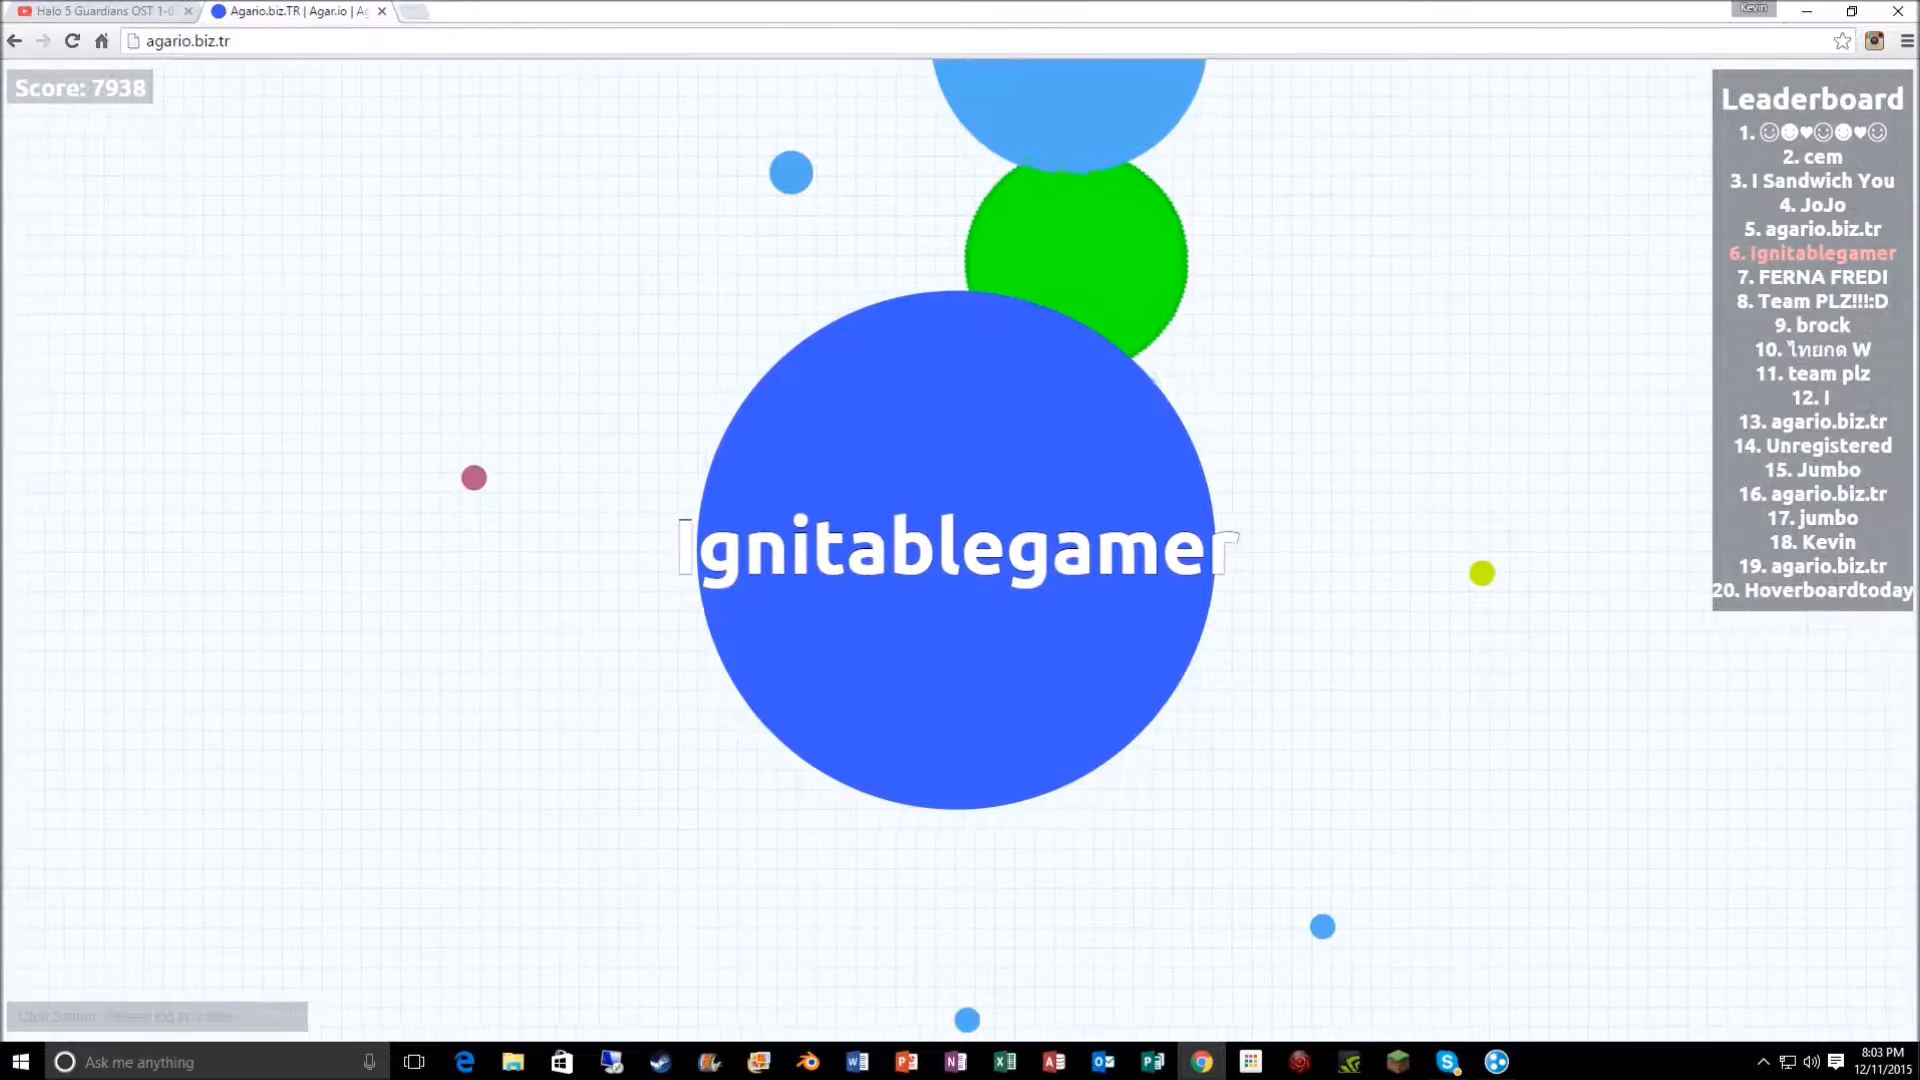 Halo 5 Guardians OST 1-0
Agario.biz.TR | Agar.io | Ag
Kevin
agario.biz.tr
Score: 7938
Leaderboard
1. ☺☻♥☺☻♥☺
2. cem
3. I Sandwich You
4. JoJo
5. agario.biz.tr
6. Ignitablegamer
7. FERNA FREDI
8. Team PLZ!!!:D
9. brock
10. ไทยกด W
11. team plz
12. I
13. agario.biz.tr
14. Unregistered
15. Jumbo
16. agario.biz.tr
17. jumbo
18. Kevin
19. agario.biz.tr
20. Hoverboardtoday
Ignitablegamer
Ask me anything
8:03 PM
12/11/2015